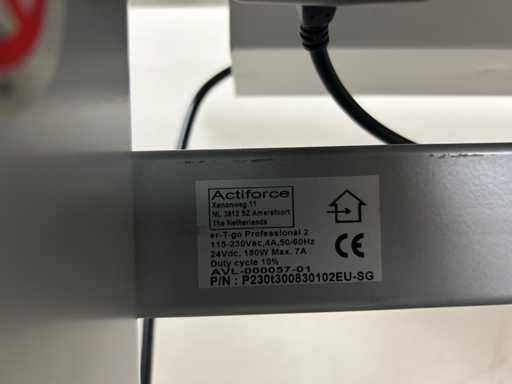 Actiforce
Xenonweg 11
NL 3812 SZ Amersfoort
The Netherlands
er-T-go Professional 2
115-230Vac,4A,50/60Hz
24Vdc, 180W Max. 7A
Duty cycle 10%
AVL-000057-01
P/N : P230t300830102EU-SG
CE